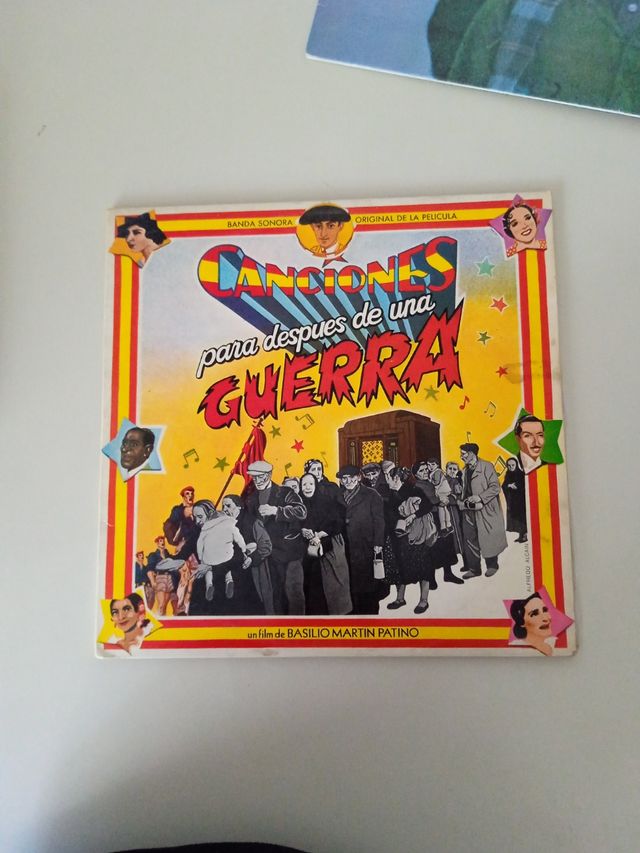 BANDA SONORA ORIGINAL DE LA PELICULA
CANCIONES
para despues de una
GUERRA
ALFREDO ALCAIN
un film de BASILIO MARTIN PATINO